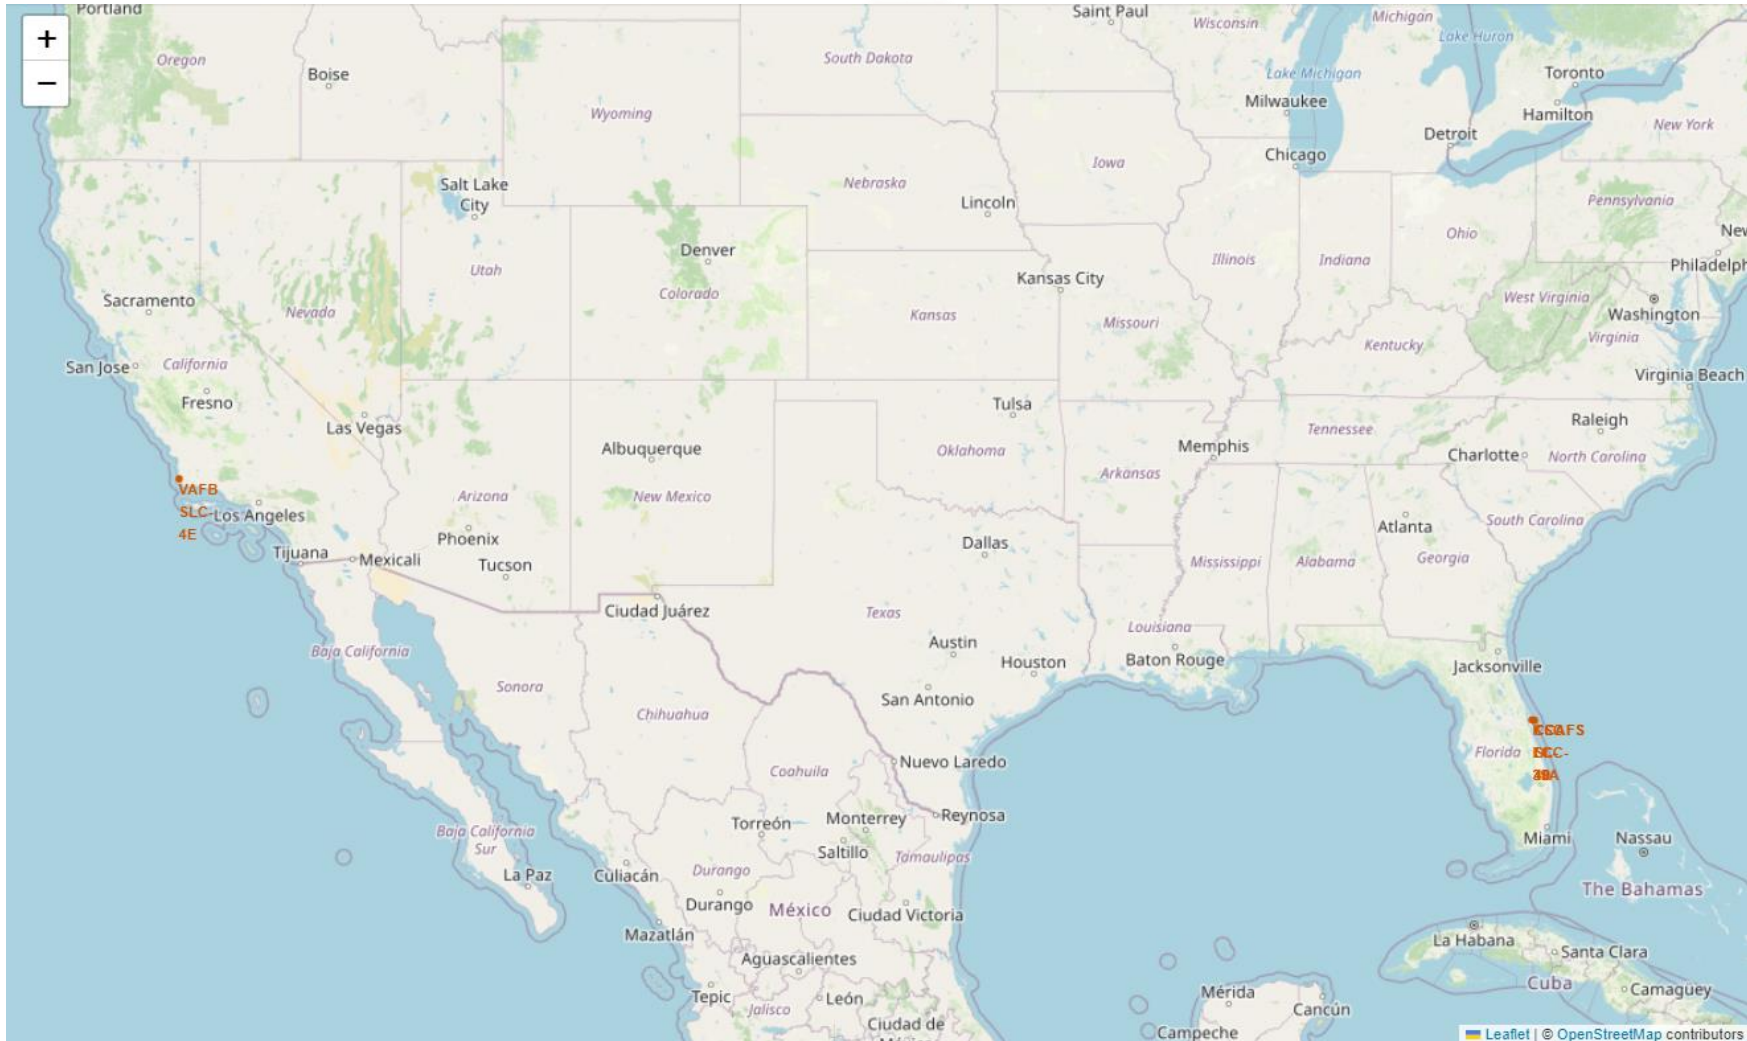 Portland
Saint Paul
Wisconsin
Michigan
Lake Huron
+
−
Oregon
Boise
South Dakota
Lake Michigan
Toronto
Milwaukee
Hamilton
Wyoming
New York
Detroit
Chicago
Iowa
Salt Lake
City
Nebraska
Lincoln
Pennsylvania
Ohio
New
Denver
Utah
Illinois
Indiana
Philadelph
Kansas City
Colorado
West Virginia
Sacramento
Nevada
Kansas
Missouri
Washington
Virginia
Kentucky
San Jose
California
Virginia Beach
Fresno
Tulsa
Las Vegas
Raleigh
Tennessee
Albuquerque
Oklahoma
Memphis
Charlotte
North Carolina
Arkansas
VAFB
SLC-
4E
Los Angeles
Arizona
New Mexico
South Carolina
Atlanta
Phoenix
Dallas
Tijuana
Mexicali
Tucson
Mississippi
Alabama
Georgia
Ciudad Juárez
Texas
Louisiana
Austin
Baja California
Houston
Baton Rouge
Jacksonville
Sonora
San Antonio
Chihuahua
Florida
Nuevo Laredo
Coahuila
Torreón
Monterrey
Reynosa
Baja California
Sur
Saltillo
Tamaulipas
Miami
Nassau
La Paz
Culiacán
Durango
The Bahamas
Durango
México
Ciudad Victoria
Mazatlán
La Habana
Santa Clara
Aguascalientes
Cuba
Camagüey
Tepic
León
Mérida
Jalisco
Cancún
Ciudad de
Campeche
Leaflet | © OpenStreetMap contributors